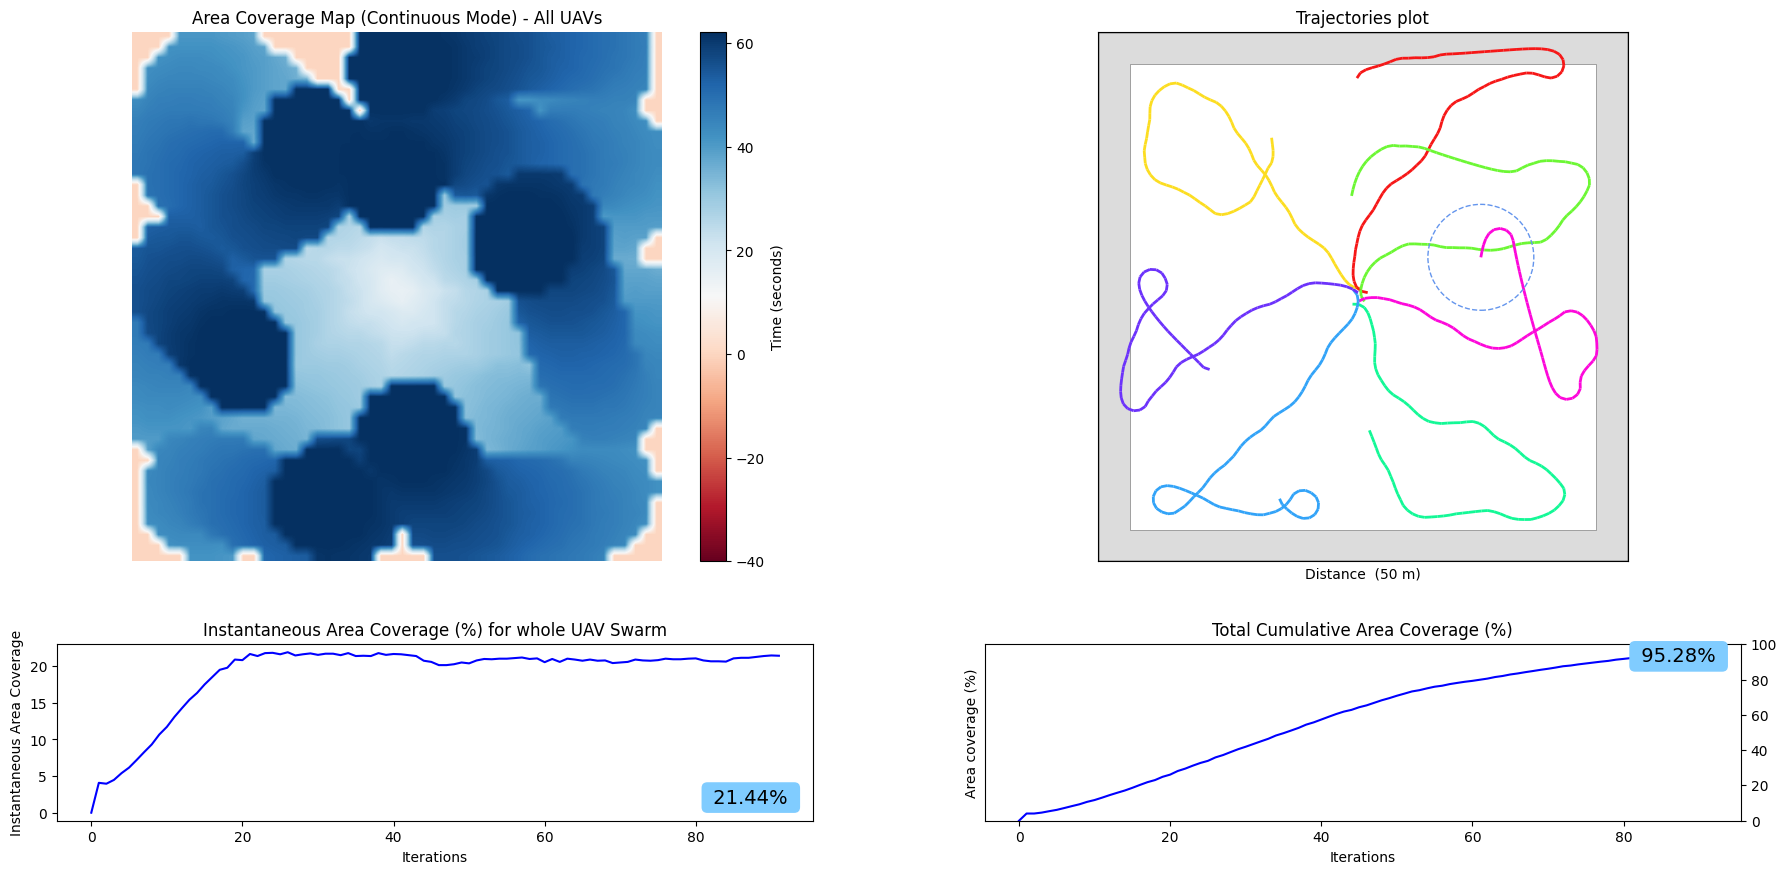 Area Coverage Map (Continuous Mode) - All UAVs
60
40
20
0
−20
−40
Time (seconds)
Trajectories plot
Distance  (50 m)
Instantaneous Area Coverage (%) for whole UAV Swarm
Instantaneous Area Coverage
20
15
10
5
0
21.44%
0 20 40 60 80
Iterations
Total Cumulative Area Coverage (%)
Area coverage (%)
95.28%
100
80
60
40
20
0
0 20 40 60 80
Iterations